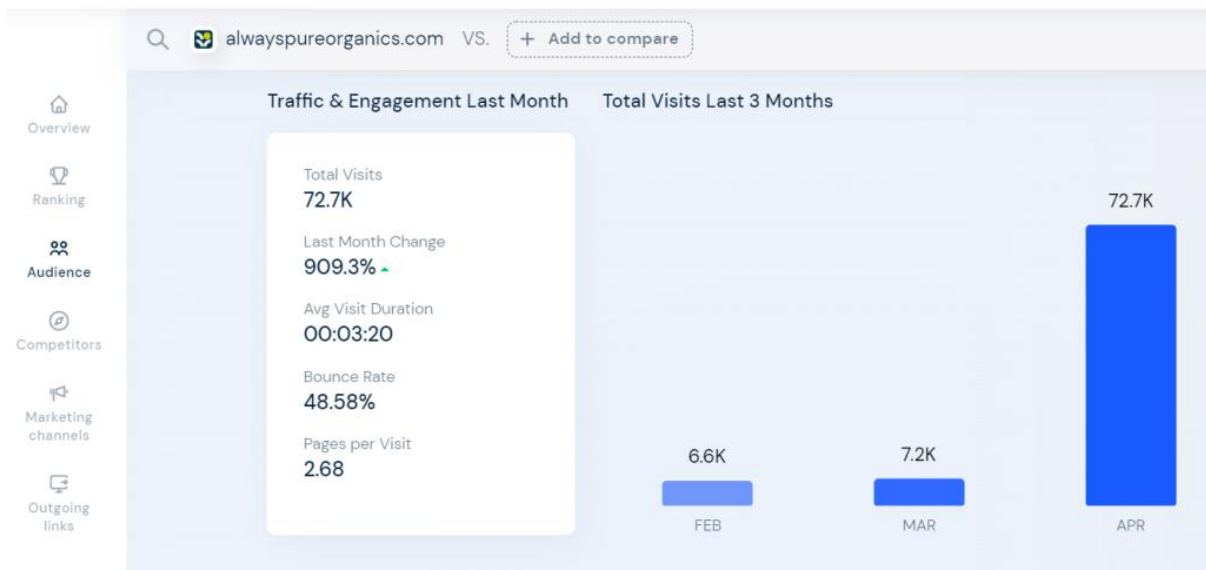 alwayspureorganics.com VS. + Add to compare
Overview
Ranking
Audience
Competitors
Marketing
channels
Outgoing
links
Traffic & Engagement Last Month
Total Visits
72.7K
Last Month Change
909.3%
Avg Visit Duration
00:03:20
Bounce Rate
48.58%
Pages per Visit
2.68
Total Visits Last 3 Months
6.6K
7.2K
72.7K
FEB
MAR
APR